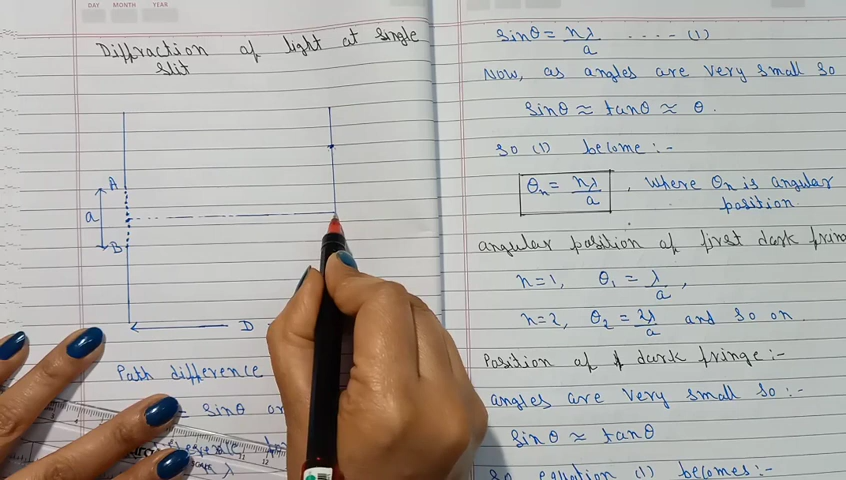 DAY MONTH YEAR
Diffraction of light at single
slit
A
a
B
D
Path difference
sinθ
λ
sinθ = nλ/a ---- (1)
Now, as angles are very small so
sinθ ≈ tanθ ≈ θ.
So (1) become :-
θn = nλ/a , where θn is angular
position.
angular position of first dark fring
n=1, θ1 = λ/a ,
n=2, θ2 = 2λ/a and so on.
Position of dark fringe :-
angles are very small so :-
sinθ ≈ tanθ
So equation (1) becomes :-